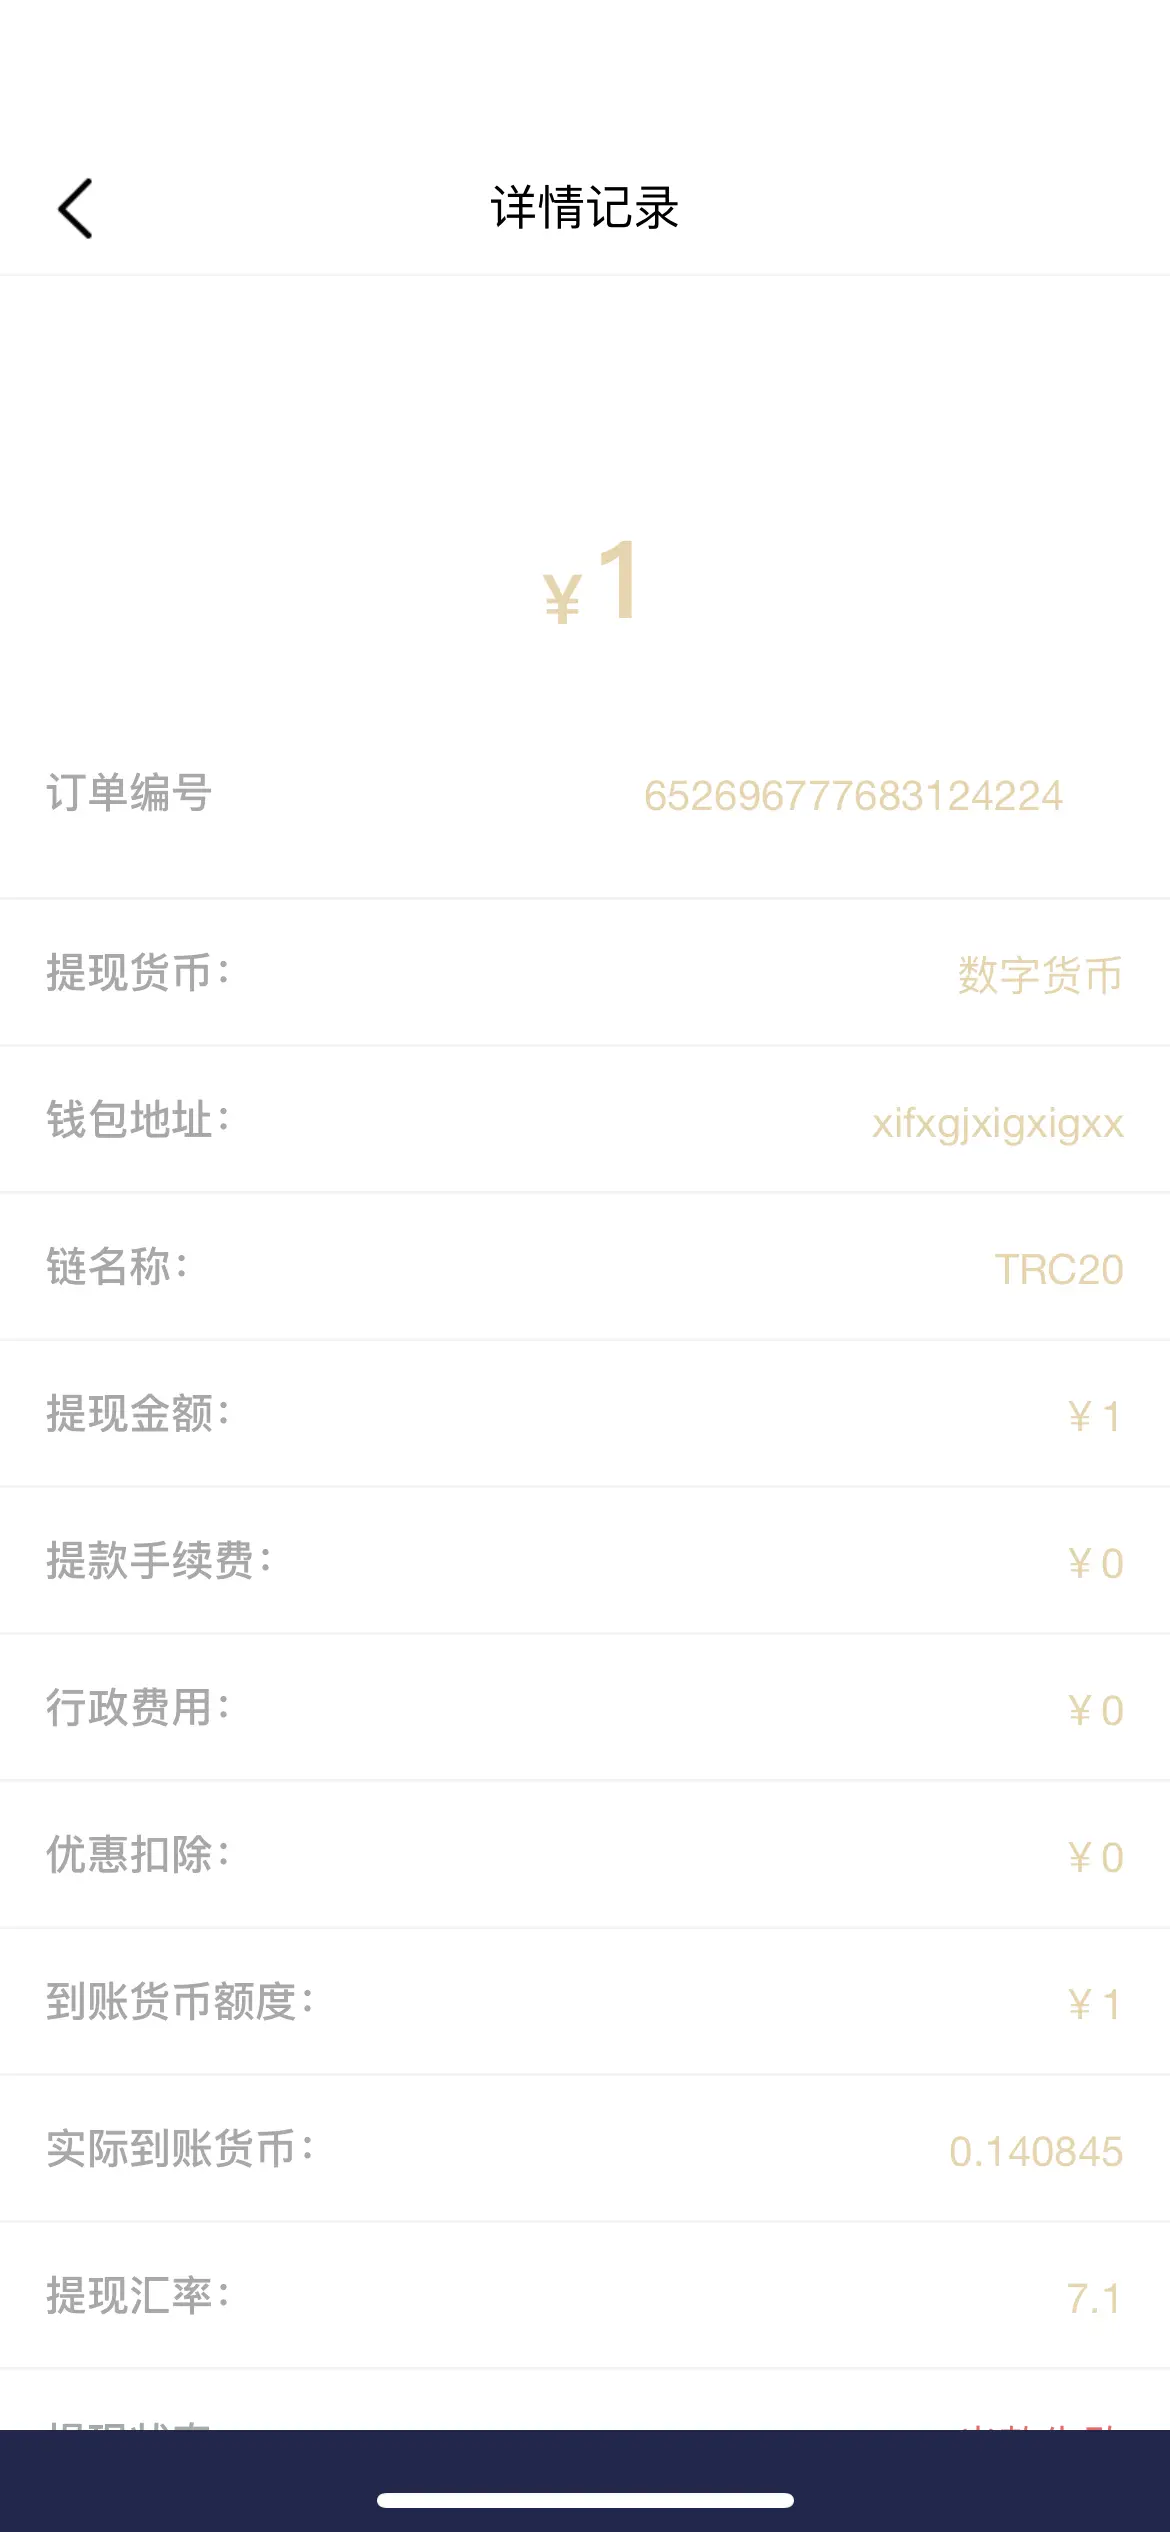 详情记录
¥1
订单编号 652696777683124224
提现货币： 数字货币
钱包地址： xifxgjxigxigxx
链名称： TRC20
提现金额： ¥ 1
提款手续费： ¥ 0
行政费用： ¥ 0
优惠扣除： ¥ 0
到账货币额度： ¥ 1
实际到账货币： 0.140845
提现汇率： 7.1